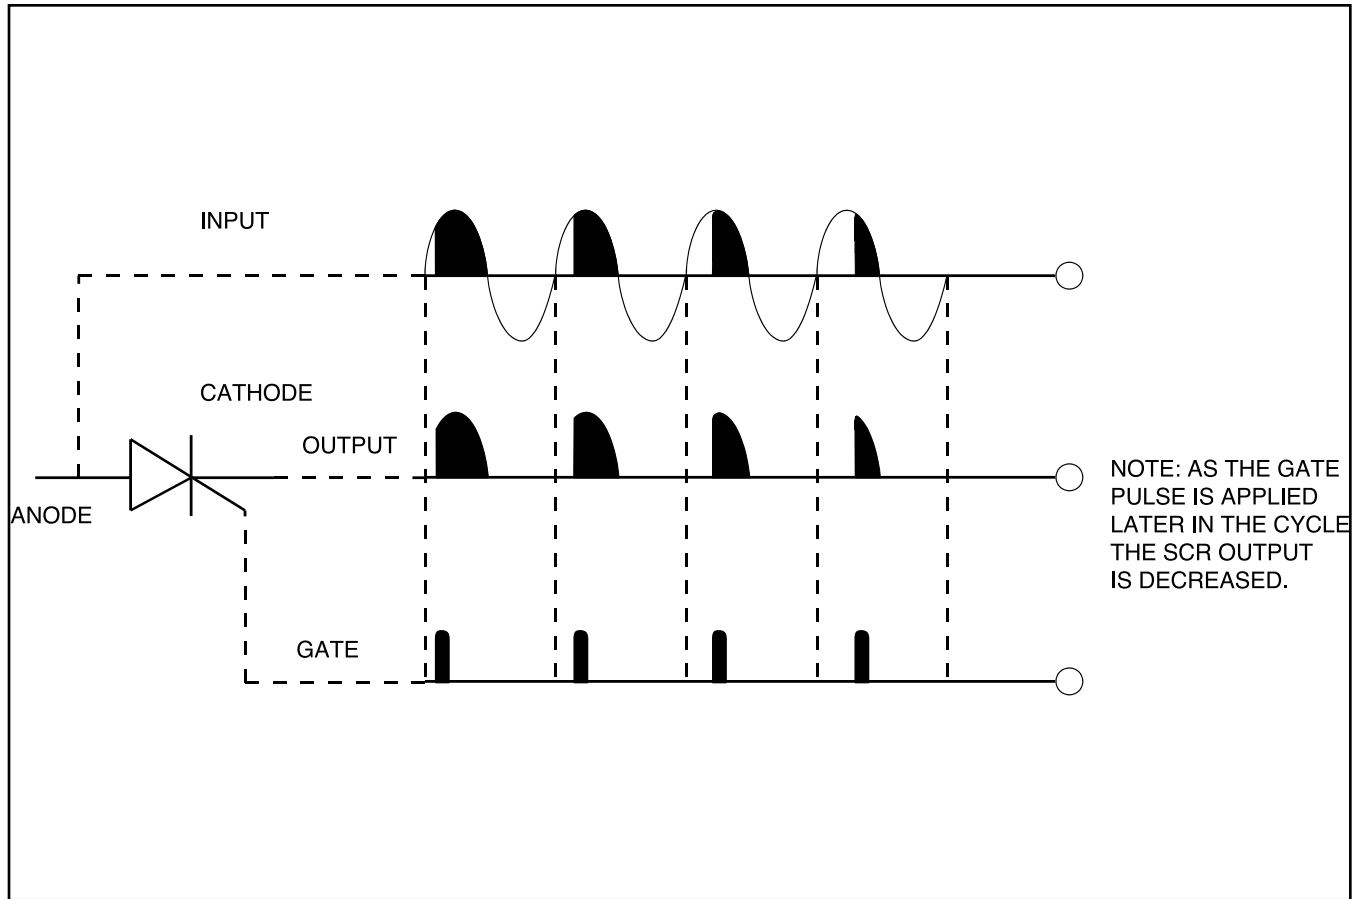 INPUT
CATHODE
OUTPUT
ANODE
GATE
NOTE: AS THE GATE
PULSE IS APPLIED
LATER IN THE CYCLE
THE SCR OUTPUT
IS DECREASED.